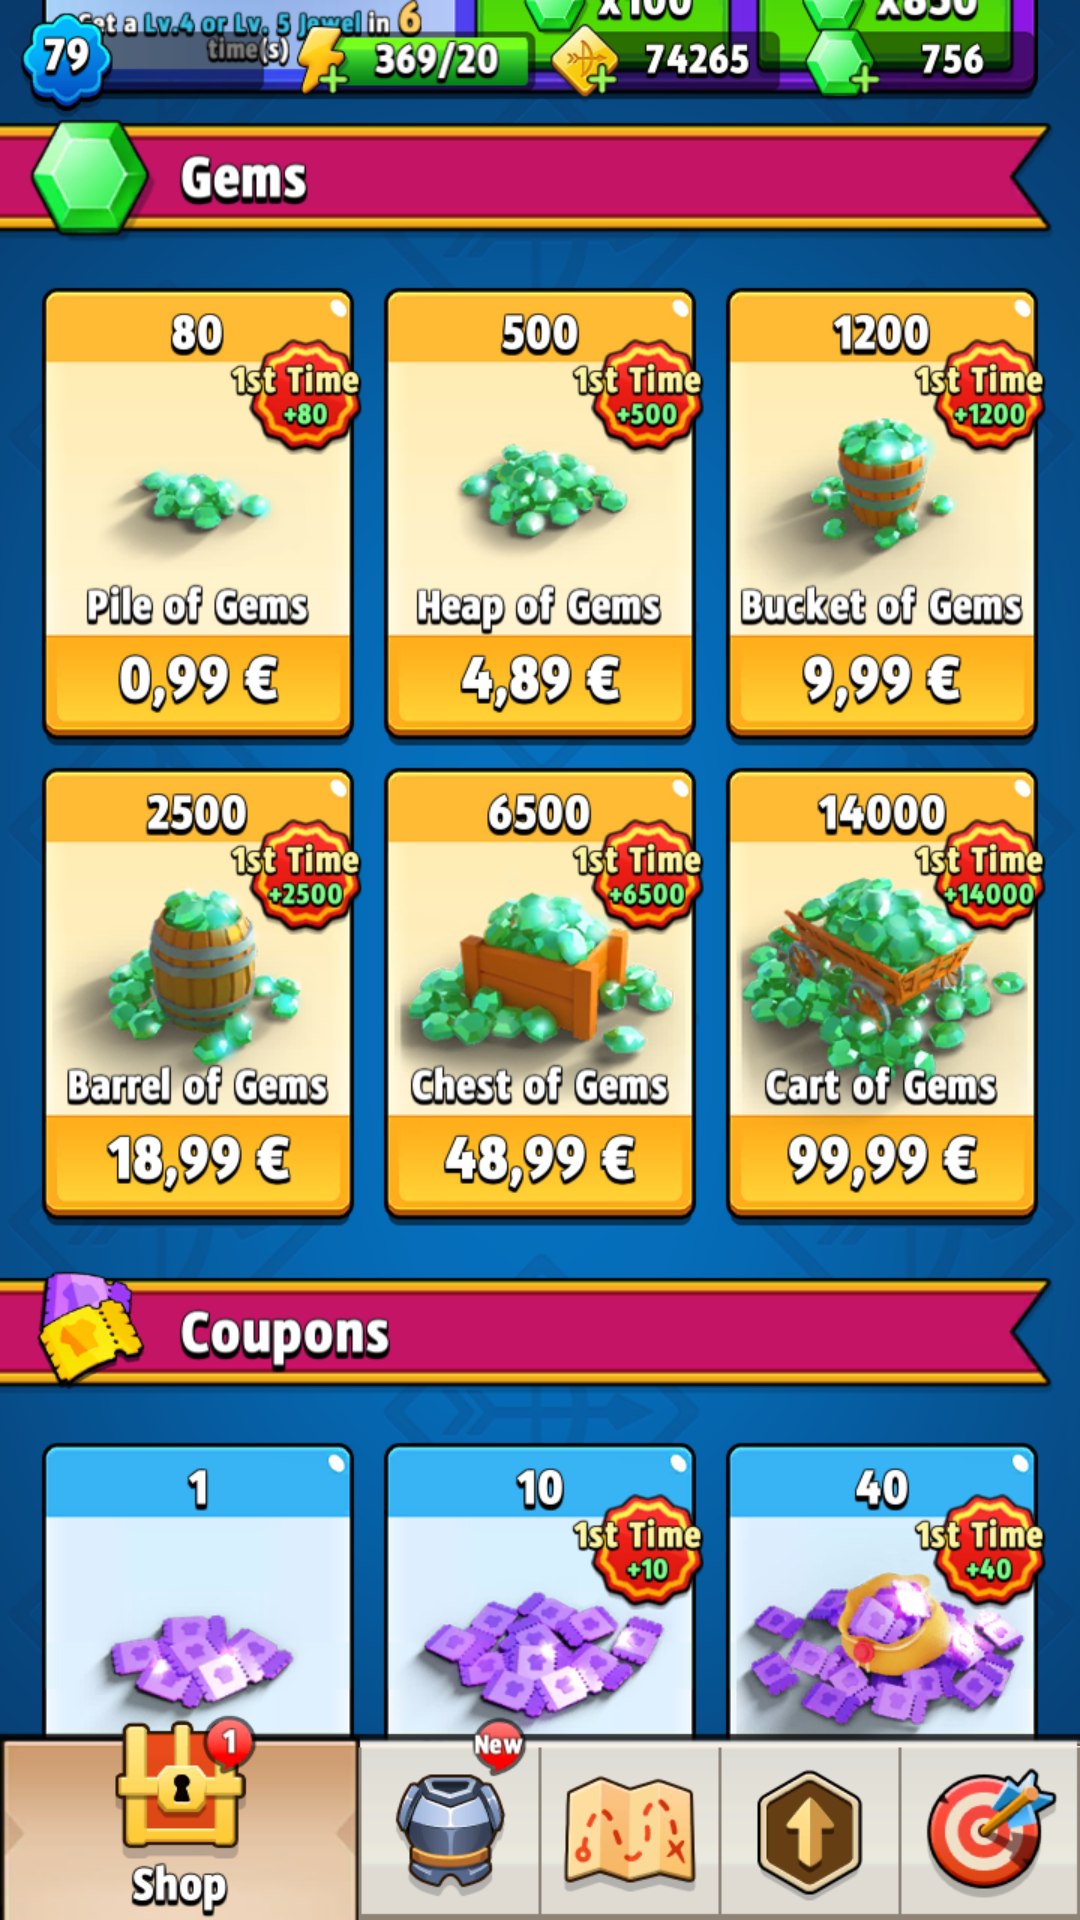 Get a Lv.4 or Lv. 5 Jewel in 6
time(s)
x100
x850
79
369/20
74265
756
Gems
80
1st Time
+80
Pile of Gems
0,99 €
500
1st Time
+500
Heap of Gems
4,89 €
1200
1st Time
+1200
Bucket of Gems
9,99 €
2500
1st Time
+2500
Barrel of Gems
18,99 €
6500
1st Time
+6500
Chest of Gems
48,99 €
14000
1st Time
+14000
Cart of Gems
99,99 €
Coupons
1
10
1st Time
+10
40
1st Time
+40
1
Shop
New